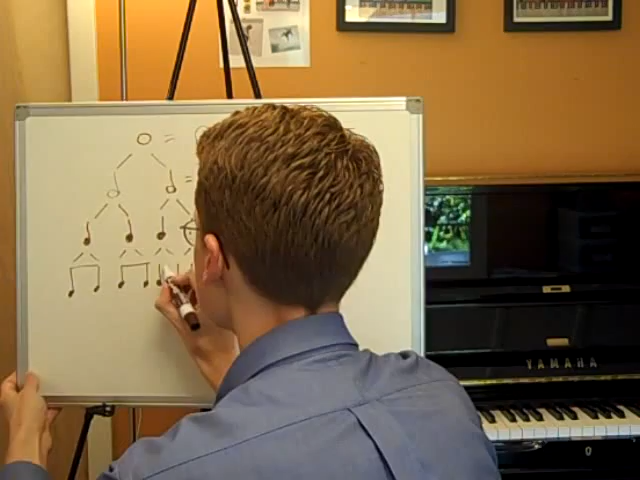 =
=
YAMAHA